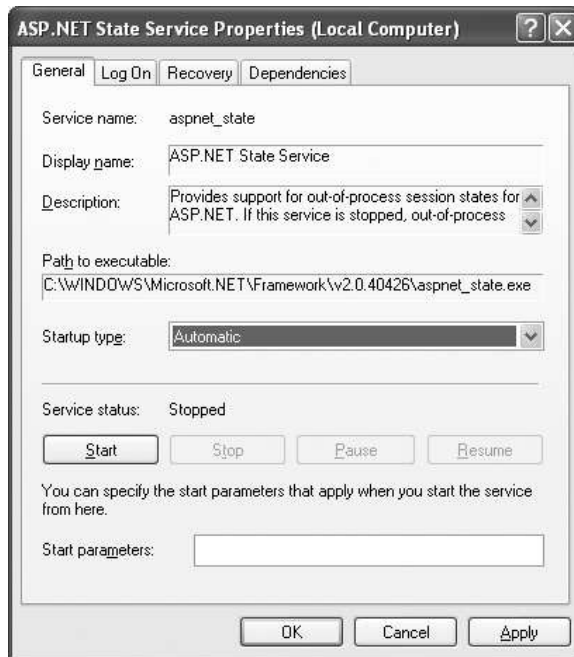 ASP.NET State Service Properties (Local Computer)
General Log On Recovery Dependencies
Service name: aspnet_state
Display name: ASP.NET State Service
Description: Provides support for out-of-process session states for
ASP.NET. If this service is stopped, out-of-process
Path to executable:
C:\WINDOWS\Microsoft.NET\Framework\v2.0.40426\aspnet_state.exe
Startup type: Automatic
Service status: Stopped
Start Stop Pause Resume
You can specify the start parameters that apply when you start the service
from here.
Start parameters:
OK Cancel Apply